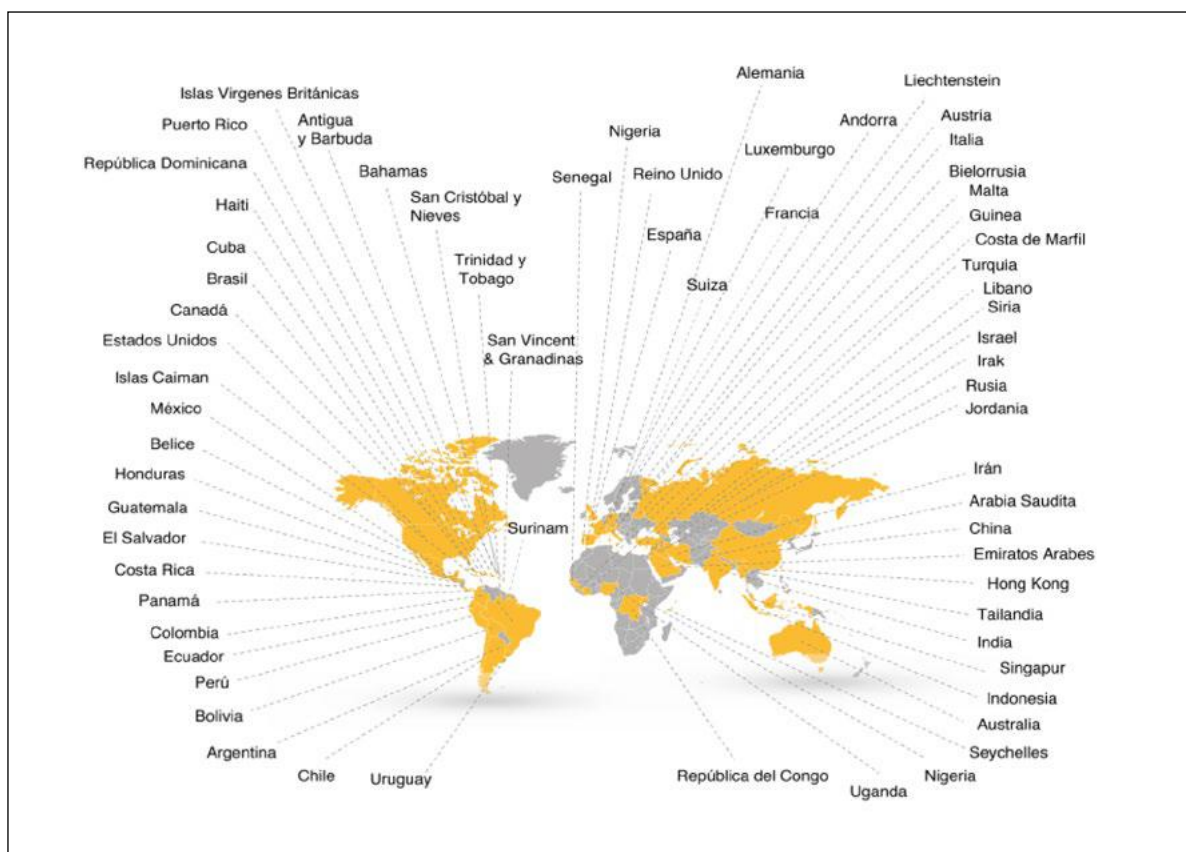 Islas Virgenes Británicas
Puerto Rico
República Dominicana
Haiti
Cuba
Brasil
Canadá
Estados Unidos
Islas Caiman
México
Belice
Honduras
Guatemala
El Salvador
Costa Rica
Panamá
Colombia
Ecuador
Perú
Bolivia
Argentina
Chile
Uruguay
Antigua
y Barbuda
Bahamas
San Cristóbal y
Nieves
Trinidad y
Tobago
San Vincent
& Granadinas
Surinam
Senegal
Nigeria
Reino Unido
España
Alemania
Suiza
Luxemburgo
Francia
Andorra
Liechtenstein
Austria
Italia
Bielorrusia
Malta
Guinea
Costa de Marfil
Turquia
Libano
Siria
Israel
Irak
Rusia
Jordania
Irán
Arabia Saudita
China
Emiratos Arabes
Hong Kong
Tailandia
India
Singapur
Indonesia
Australia
Seychelles
Nigeria
Uganda
República del Congo